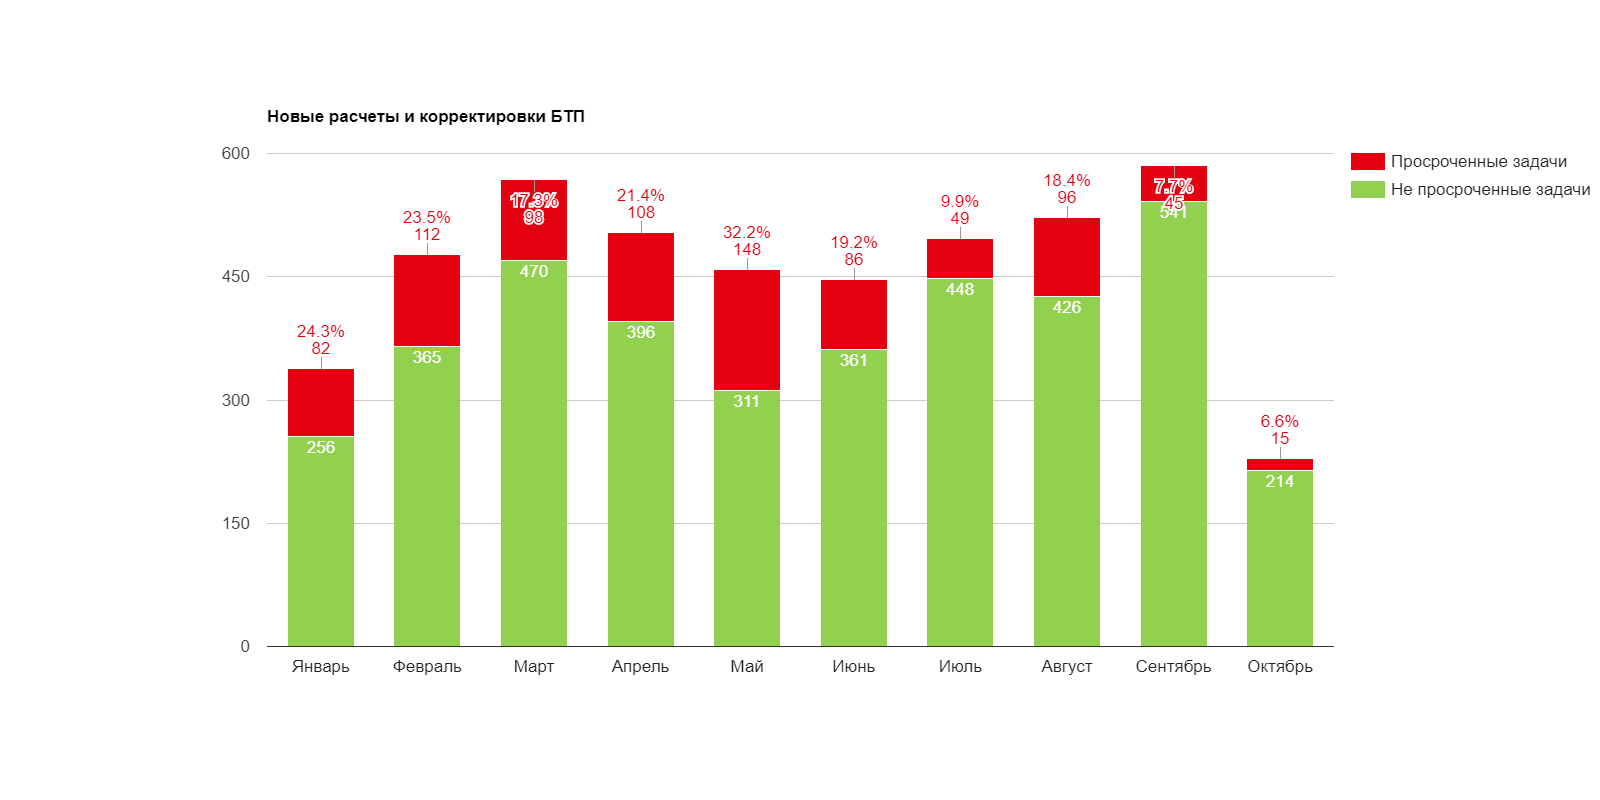 Новые расчеты и корректировки БТП
600
450
300
150
0
24.3%
82
256
23.5%
112
365
17.3%
98
470
21.4%
108
396
32.2%
148
311
19.2%
86
361
9.9%
49
448
18.4%
96
426
7.7%
45
541
6.6%
15
214
Январь
Февраль
Март
Апрель
Май
Июнь
Июль
Август
Сентябрь
Октябрь
Просроченные задачи
Не просроченные задачи